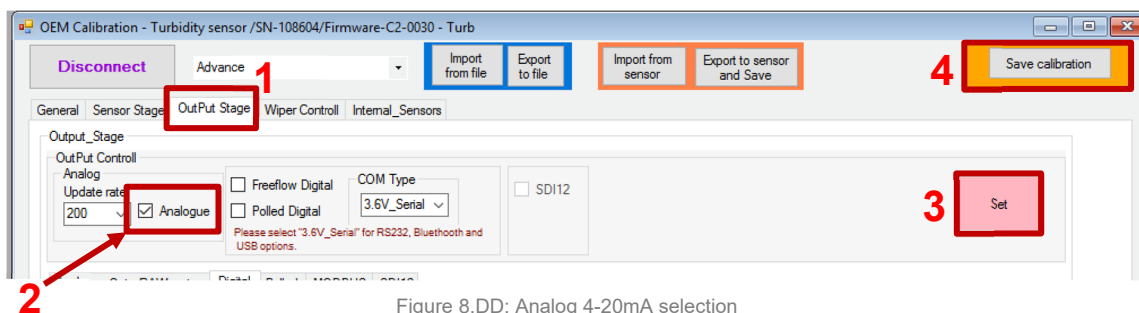 OEM Calibration - Turbidity sensor /SN-108604/Firmware-C2-0030 - Turb
Disconnect
Advance
1
Import from file
Export to file
Import from sensor
Export to sensor and Save
4
Save calibration
General Sensor Stage OutPut Stage Wiper Controll Internal_Sensors
Output_Stage
OutPut Controll
Analog
Update rate
200
Analogue
Freeflow Digital
Polled Digital
COM Type
3.6V_Serial
Please select "3.6V_Serial" for RS232, Bluethooth and
USB options.
SDI12
3
Set
Digital
2
Figure 8.DD: Analog 4-20mA selection